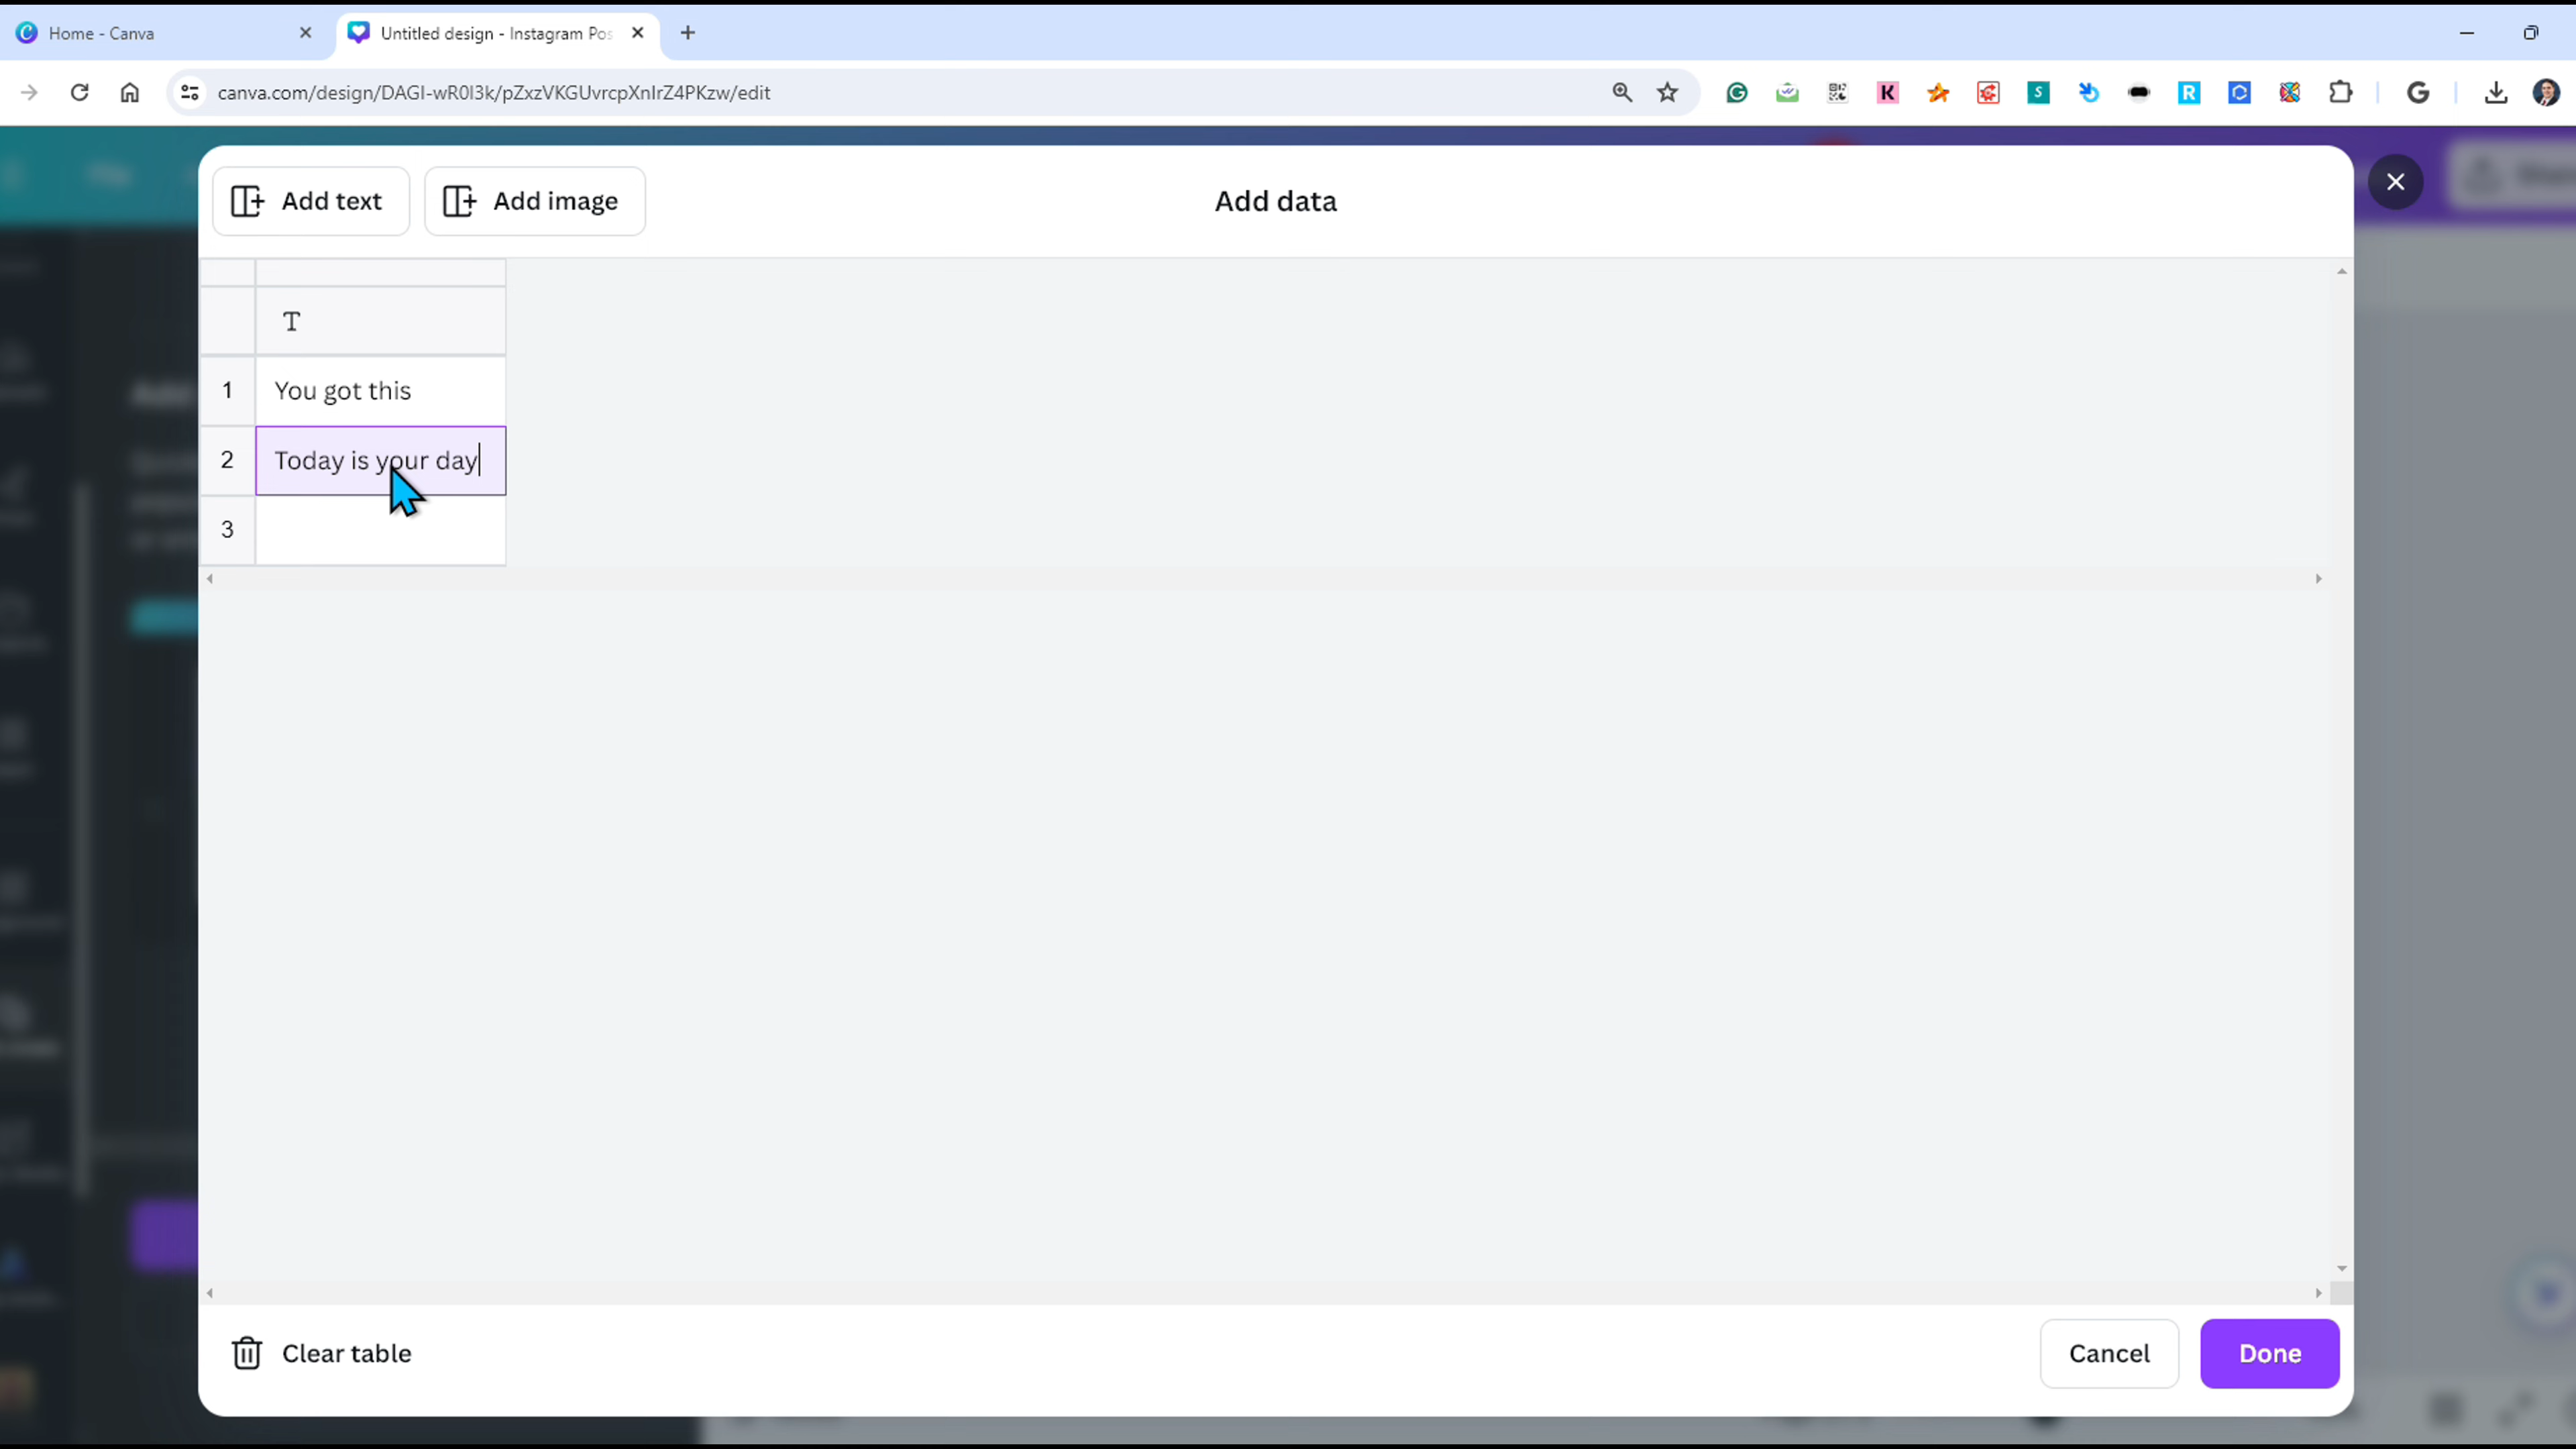 Home - Canva
Untitled design - Instagram Pos
canva.com/design/DAGI-wR0I3k/pZxzVKGUvrcpXnIrZ4PKzw/edit
Add text
Add image
Add data
T
1 You got this
2 Today is your day
3
Clear table
Cancel
Done